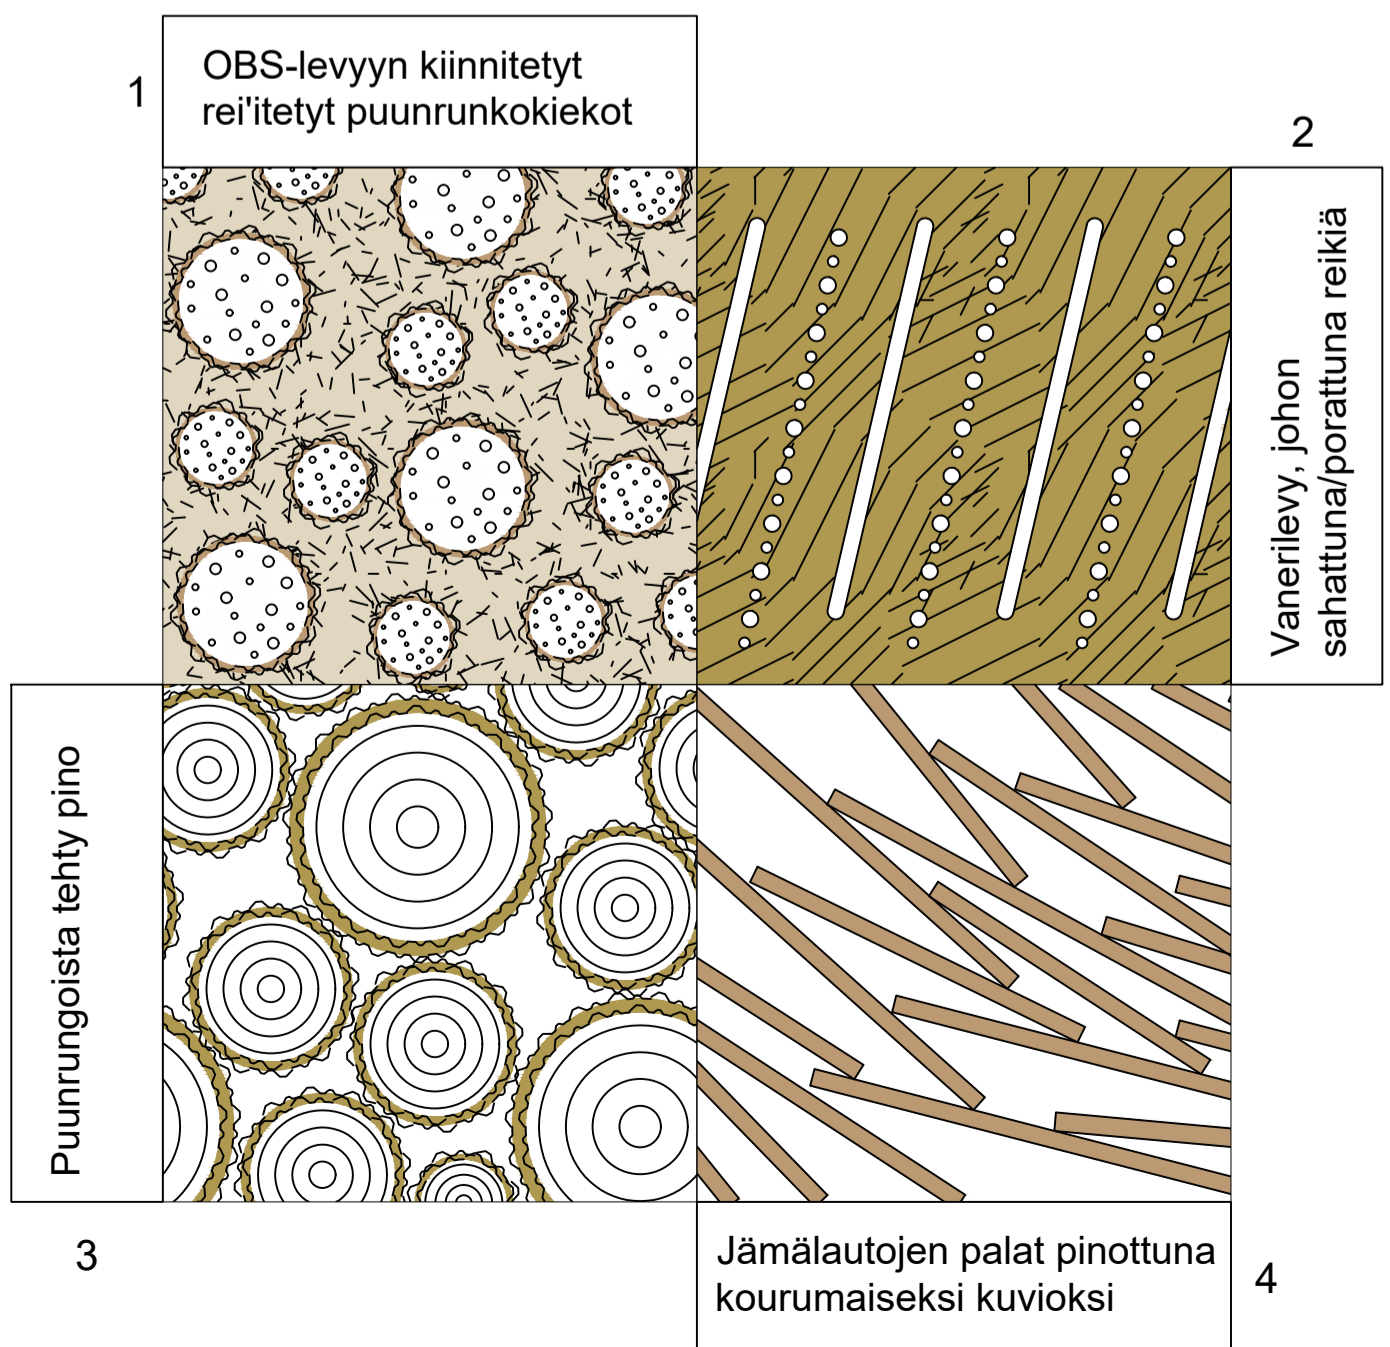 1
OBS-levyyn kiinnitetyt
rei'itetyt puunrunkokiekot
2
Vanerilevy, johon
sahattuna/porattuna reikiä
Puunrungoista tehty pino
3
Jämälautojen palat pinottuna
kourumaiseksi kuvioksi
4